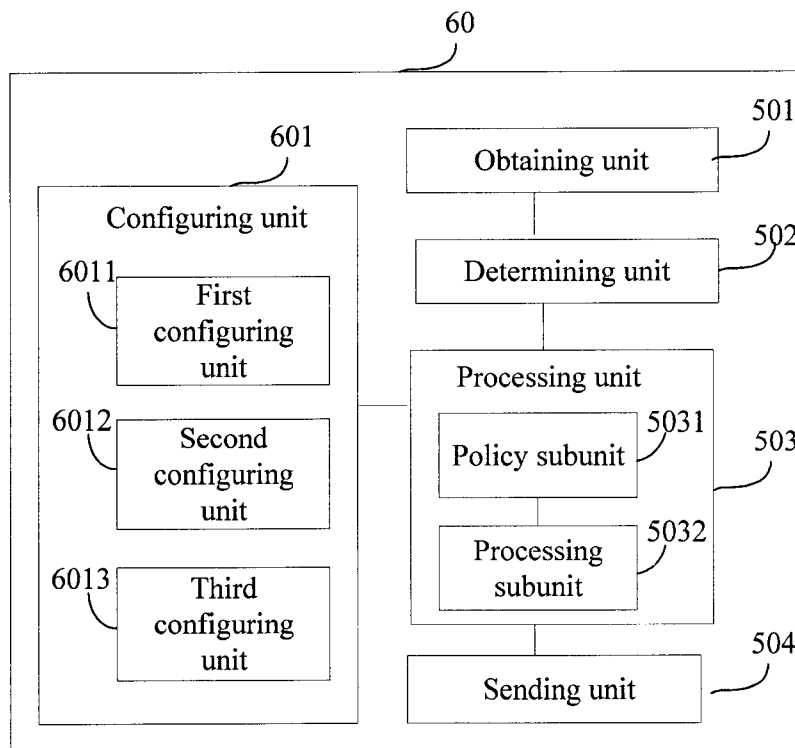 60
601
Configuring unit
6011
First
configuring
unit
6012
Second
configuring
unit
6013
Third
configuring
unit
501
Obtaining unit
502
Determining unit
Processing unit
503
5031
Policy subunit
5032
Processing
subunit
504
Sending unit